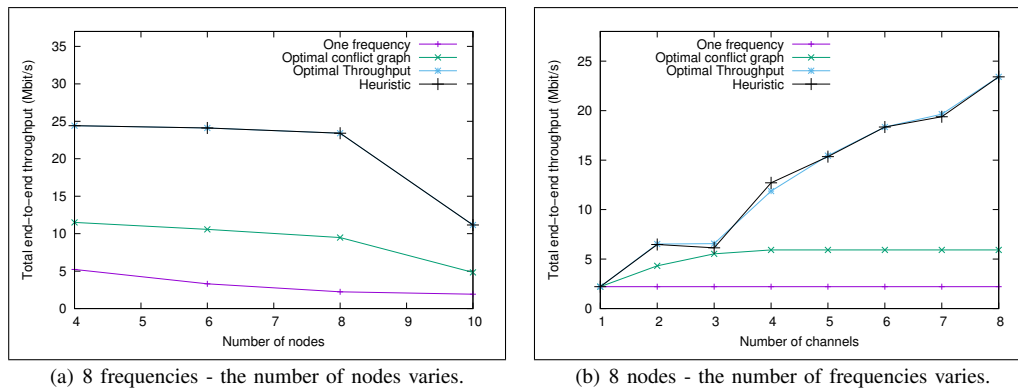 One frequency
Optimal conflict graph
Optimal Throughput
Heuristic
Total end-to-end throughput (Mbit/s)
35
30
25
20
15
10
5
0
4 5 6 7 8 9 10
Number of nodes
(a) 8 frequencies - the number of nodes varies.
One frequency
Optimal conflict graph
Optimal Throughput
Heuristic
Total end-to-end throughput (Mbit/s)
25
20
15
10
5
0
1 2 3 4 5 6 7 8
Number of channels
(b) 8 nodes - the number of frequencies varies.